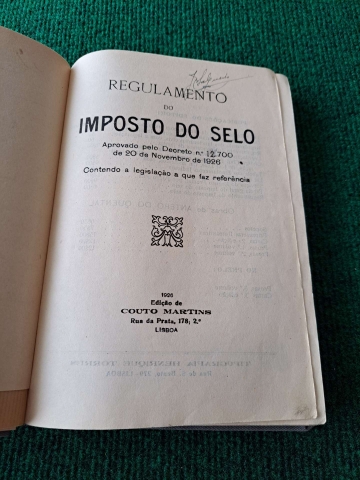 REGULAMENTO
DO
IMPOSTO DO SELO
Aprovado pelo Decreto n.º 12.700
de 20 de Novembro de 1926
Contendo a legislação a que faz referência
1926
Edição de
COUTO MARTINS
Rua da Prata, 178, 2.º
LISBOA